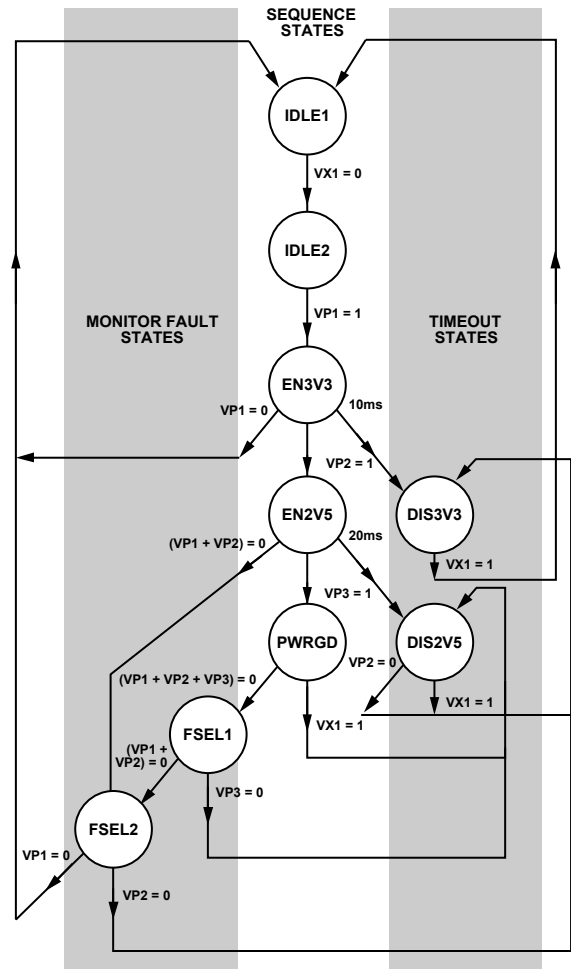 SEQUENCE
STATES
IDLE1
VX1 = 0
IDLE2
MONITOR FAULT
STATES
VP1 = 1
TIMEOUT
STATES
EN3V3
10ms
VP1 = 0
VP2 = 1
EN2V5
DIS3V3
20ms
(VP1 + VP2) = 0
VX1 = 1
VP3 = 1
PWRGD
DIS2V5
VP2 = 0
(VP1 + VP2 + VP3) = 0
VX1 = 1
VX1 = 1
FSEL1
(VP1 +
VP2) = 0
VP3 = 0
FSEL2
VP1 = 0
VP2 = 0